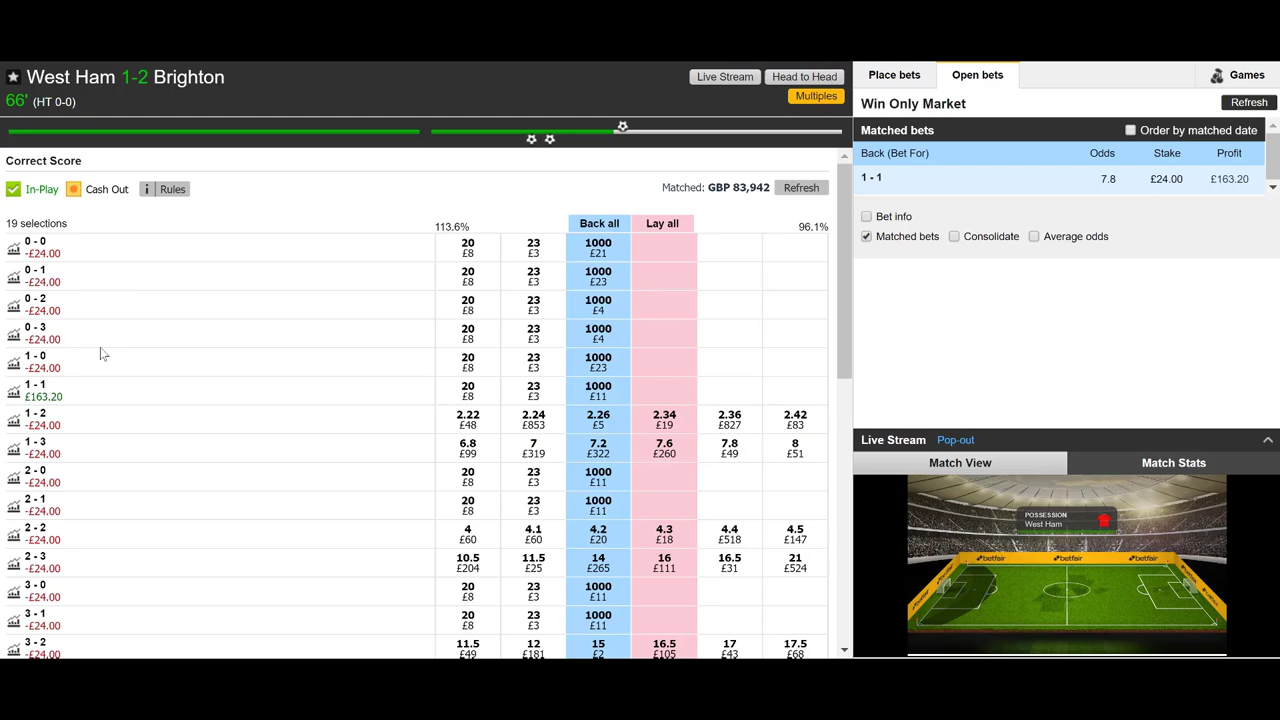 West Ham 1-2 Brighton
66' (HT 0-0)
Live Stream
Head to Head
Multiples
Correct Score
In-Play
Cash Out
i Rules
Matched: GBP 83,942
Refresh
19 selections
113.6%
Back all
Lay all
96.1%
0 - 0
-£24.00
20 23 1000
£8 £3 £21
0 - 1
-£24.00
20 23 1000
£8 £3 £23
0 - 2
-£24.00
20 23 1000
£8 £3 £4
0 - 3
-£24.00
20 23 1000
£8 £3 £4
1 - 0
-£24.00
20 23 1000
£8 £3 £23
1 - 1
£163.20
20 23 1000
£8 £3 £11
1 - 2
-£24.00
2.22 2.24 2.26 2.34 2.36 2.42
£48 £853 £5 £19 £827 £83
1 - 3
-£24.00
6.8 7 7.2 7.6 7.8 8
£99 £319 £322 £260 £49 £51
2 - 0
-£24.00
20 23 1000
£8 £3 £11
2 - 1
-£24.00
20 23 1000
£8 £3 £11
2 - 2
-£24.00
4 4.1 4.2 4.3 4.4 4.5
£60 £60 £20 £18 £518 £147
2 - 3
-£24.00
10.5 11.5 14 16 16.5 21
£204 £25 £265 £111 £31 £524
3 - 0
-£24.00
20 23 1000
£8 £3 £11
3 - 1
-£24.00
20 23 1000
£8 £3 £11
3 - 2
-£24.00
11.5 12 15 16.5 17 17.5
£49 £181 £2 £105 £43 £68
Place bets
Open bets
Games
Win Only Market
Refresh
Matched bets
Order by matched date
Back (Bet For) Odds Stake Profit
1 - 1 7.8 £24.00 £163.20
Bet info
Matched bets
Consolidate
Average odds
Live Stream Pop-out
Match View
Match Stats
POSSESSION
West Ham
betfair
betfair
betfair